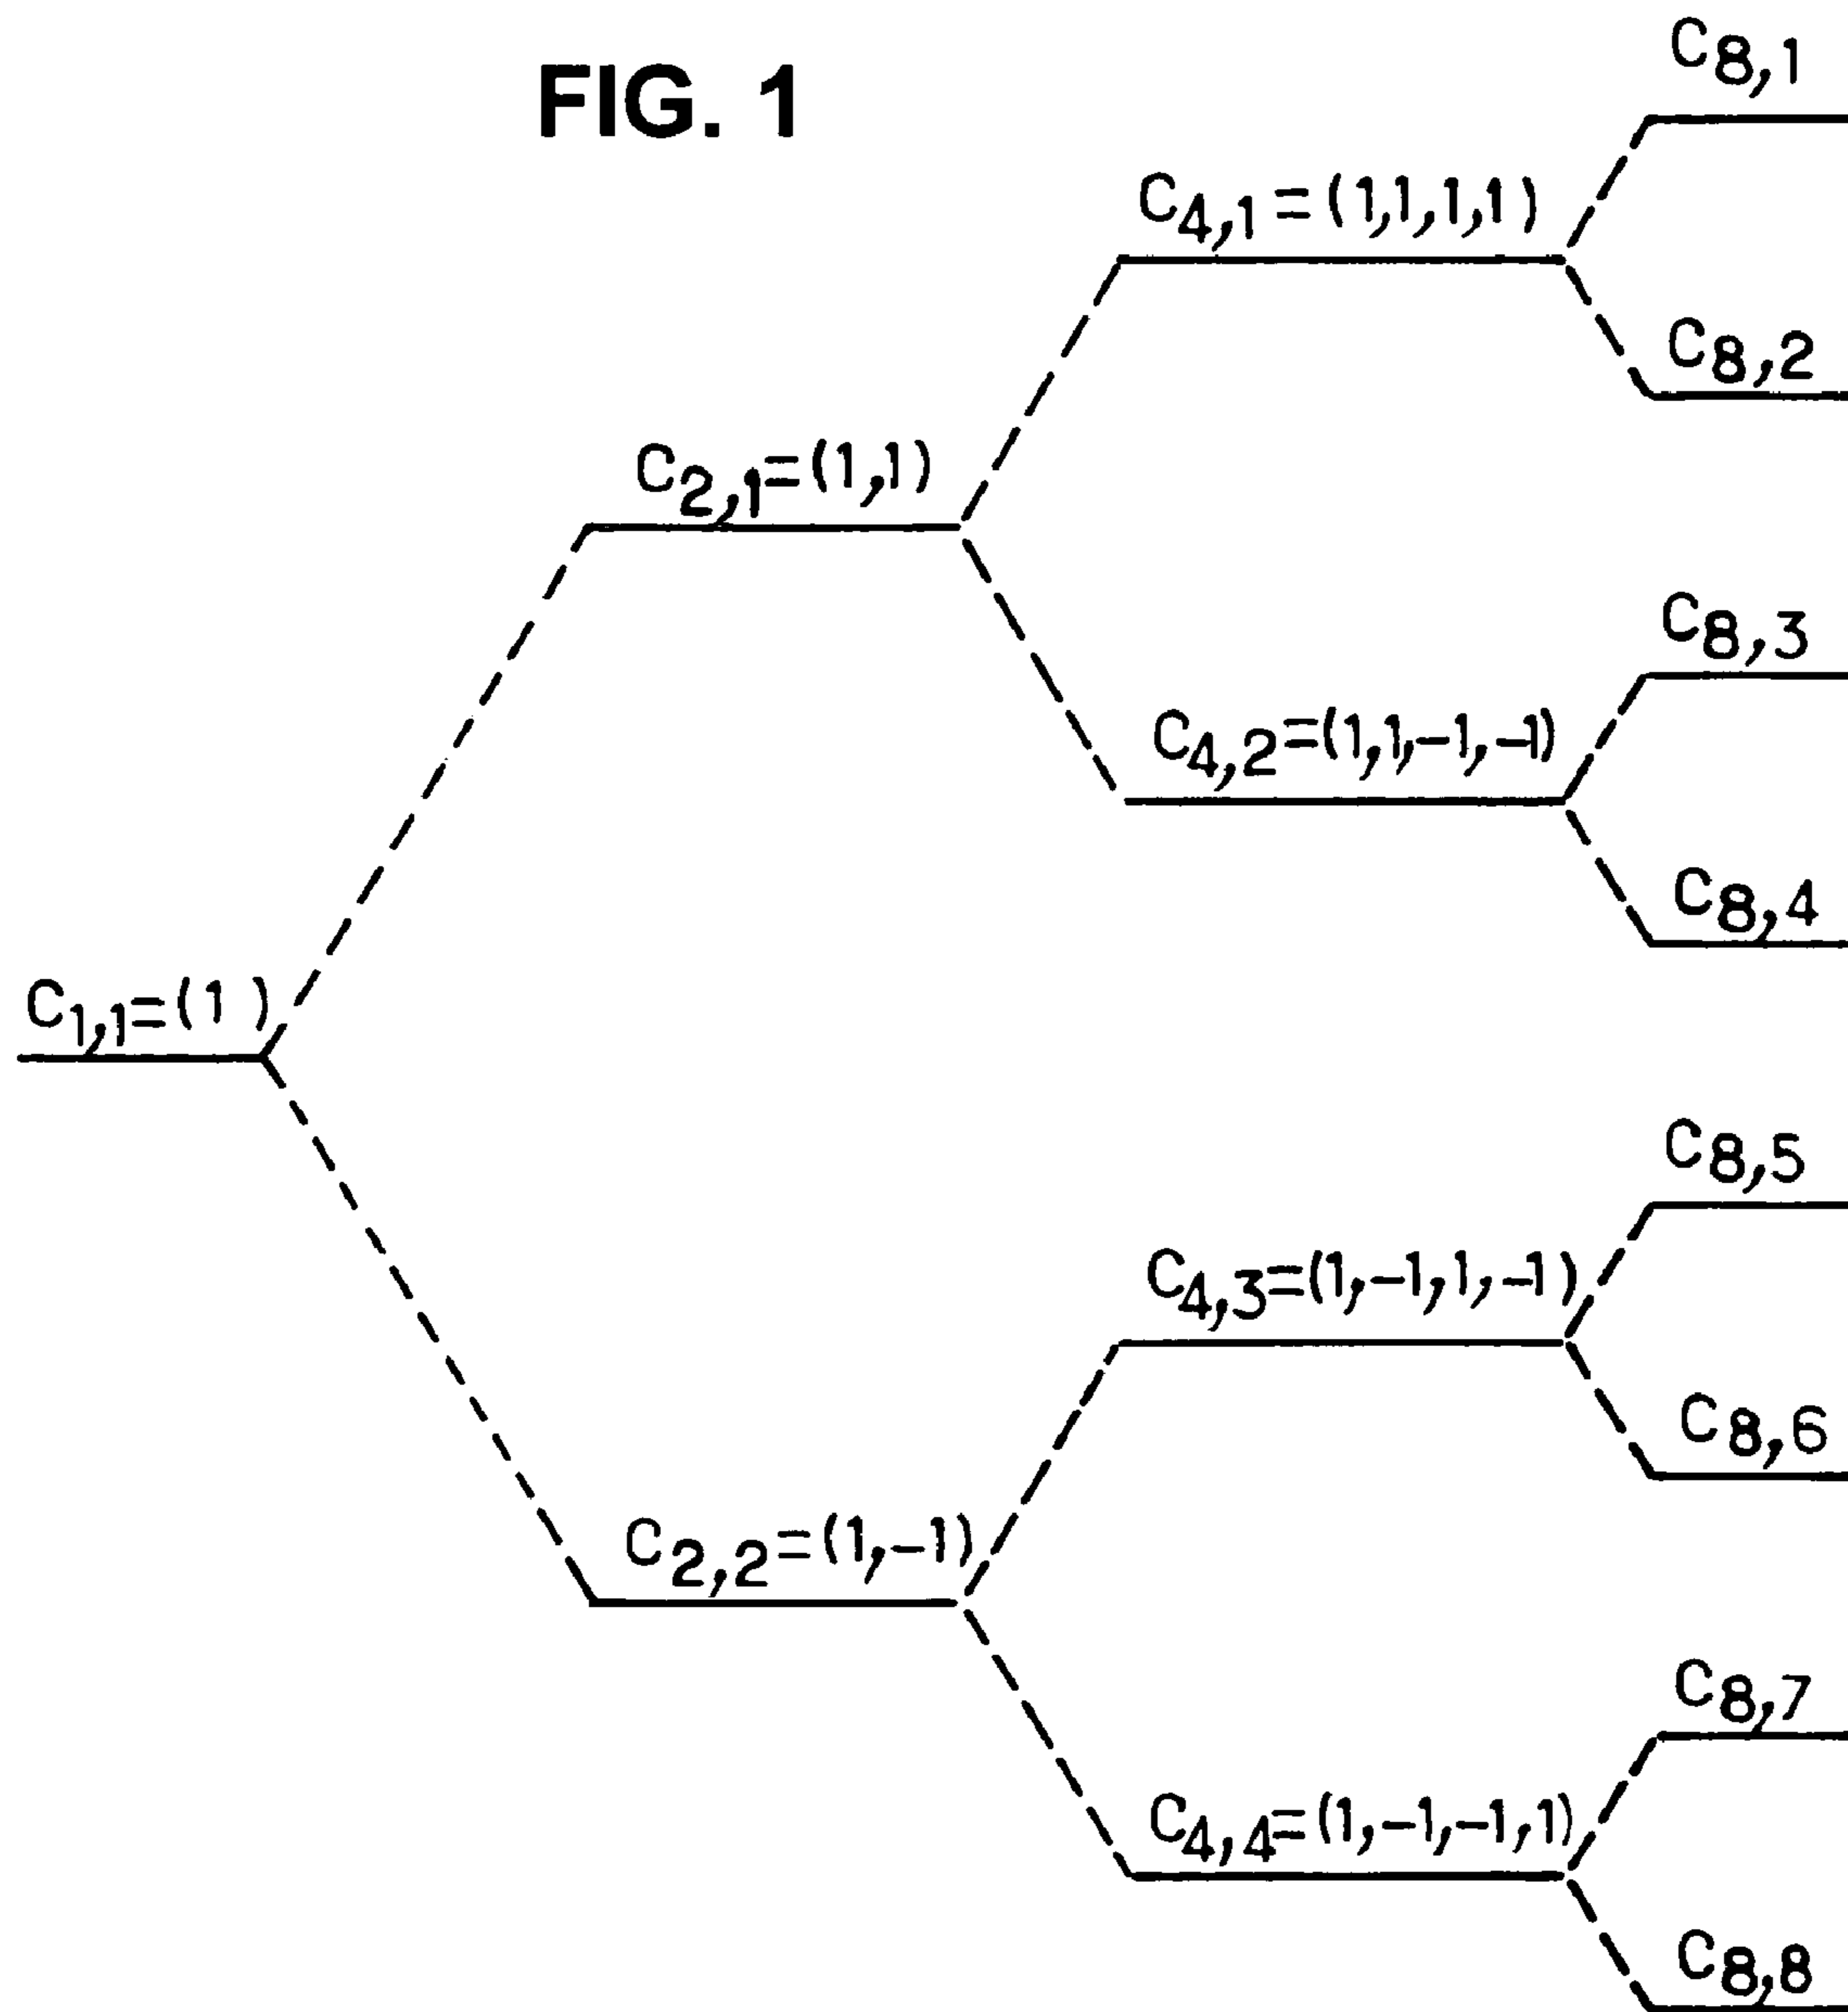 FIG. 1
C8,1
C4,1=(1,1,1,1)
C8,2
C2,1=(1,1)
C8,3
C4,2=(1,1,-1,-1)
C8,4
C1,1=(1)
C8,5
C4,3=(1,-1,1,-1)
C8,6
C2,2=(1,-1)
C8,7
C4,4=(1,-1,-1,1)
C8,8